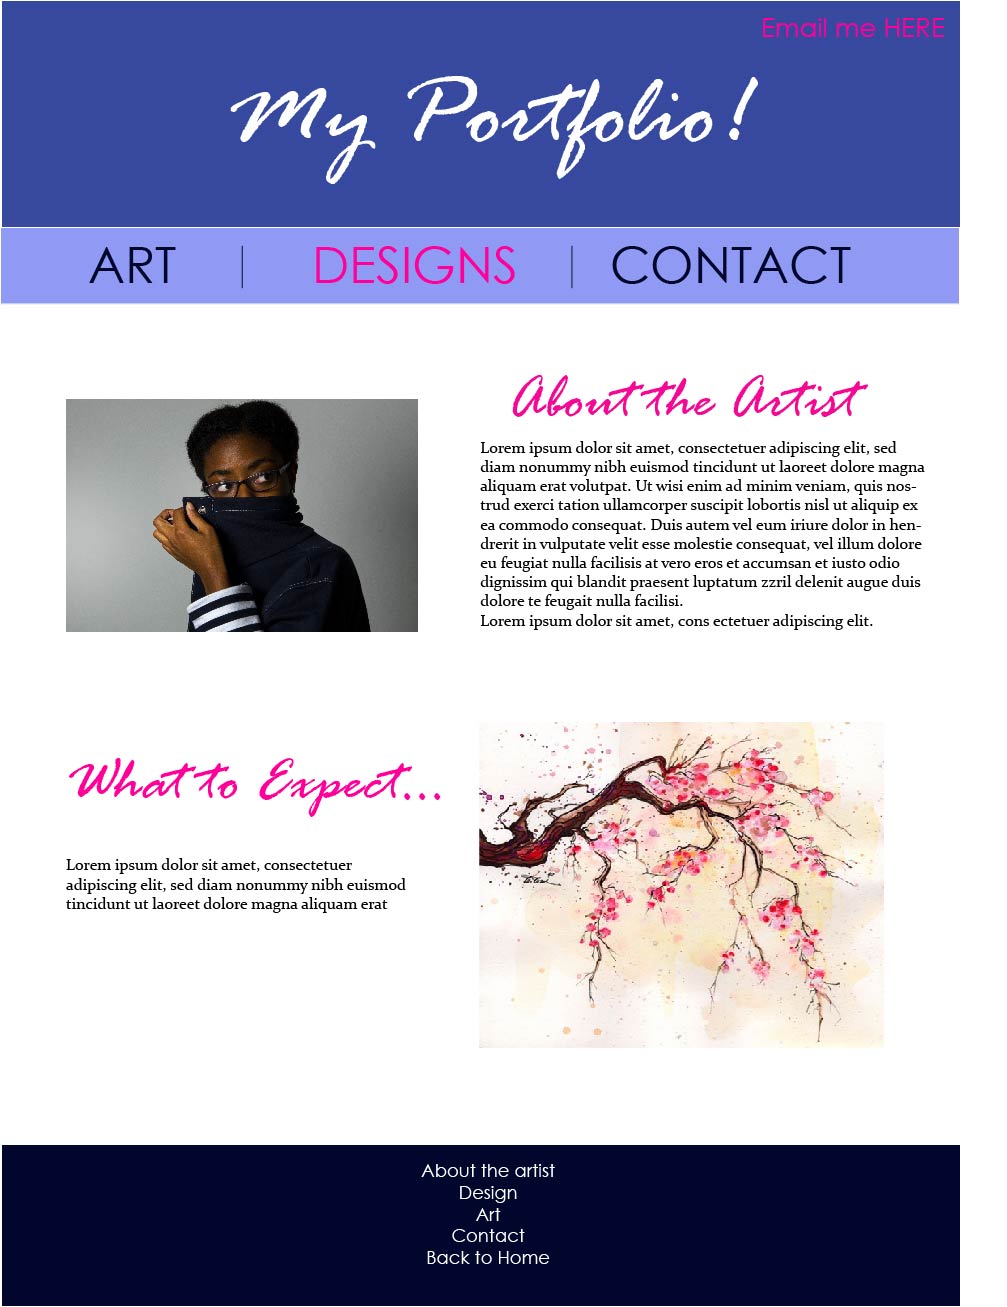 Email me HERE
My Portfolio!
ART | DESIGNS | CONTACT
About the Artist
Lorem ipsum dolor sit amet, consectetuer adipiscing elit, sed
diam nonummy nibh euismod tincidunt ut laoreet dolore magna
aliquam erat volutpat. Ut wisi enim ad minim veniam, quis nos-
trud exerci tation ullamcorper suscipit lobortis nisl ut aliquip ex
ea commodo consequat. Duis autem vel eum iriure dolor in hen-
drerit in vulputate velit esse molestie consequat, vel illum dolore
eu feugiat nulla facilisis at vero eros et accumsan et iusto odio
dignissim qui blandit praesent luptatum zzril delenit augue duis
dolore te feugait nulla facilisi.
Lorem ipsum dolor sit amet, cons ectetuer adipiscing elit.
What to Expect...
Lorem ipsum dolor sit amet, consectetuer
adipiscing elit, sed diam nonummy nibh euismod
tincidunt ut laoreet dolore magna aliquam erat
About the artist
Design
Art
Contact
Back to Home